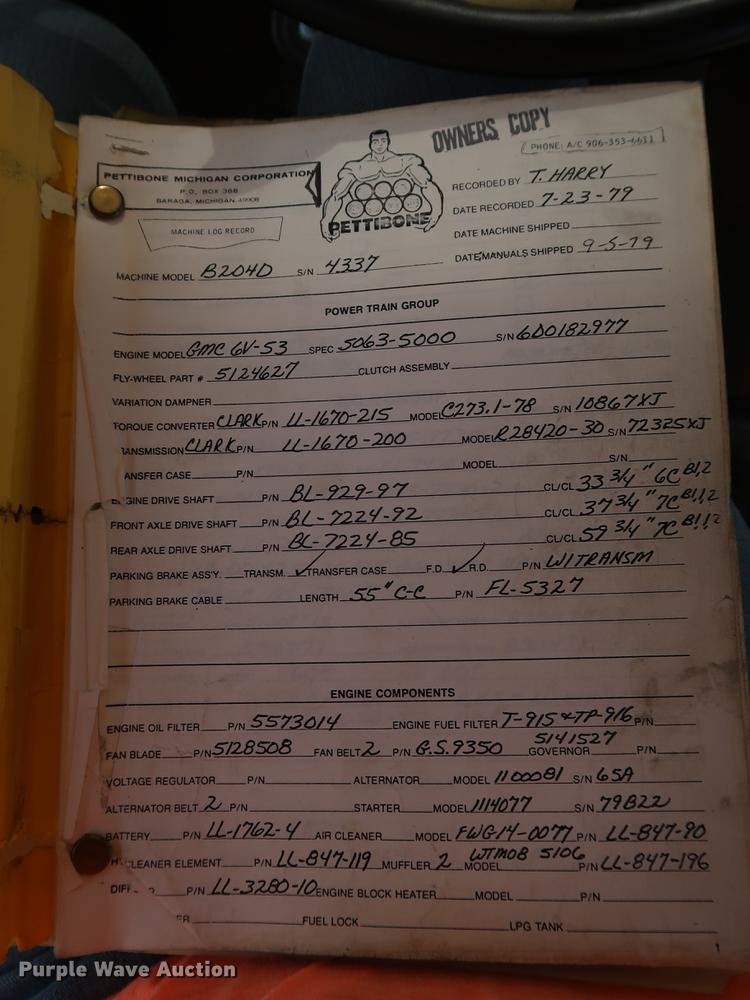 OWNERS COPY
PHONE: A/C 906-353-6611
PETTIBONE MICHIGAN CORPORATION
P.O. BOX 368
BARAGA, MICHIGAN 49908
MACHINE LOG RECORD
PETTIBONE
RECORDED BY T. HARRY
DATE RECORDED 7-23-79
DATE MACHINE SHIPPED
DATE MANUALS SHIPPED 9-5-79
MACHINE MODEL B204D S/N 4337
POWER TRAIN GROUP
ENGINE MODEL GMC 6V-53 SPEC 5063-5000 S/N 6D0182977
FLY-WHEEL PART # 5124627 CLUTCH ASSEMBLY
VARIATION DAMPNER
TORQUE CONVERTER CLARK P/N LL-1670-215 MODEL C273.1-78 S/N 10867XJ
ANSMISSION CLARK P/N LL-1670-200 MODEL R28420-30 S/N 72325XJ
ANSFER CASE P/N MODEL S/N
ENGINE DRIVE SHAFT P/N BL-929-97 CL/CL 33 3/4" 6C B1,2
FRONT AXLE DRIVE SHAFT P/N BL-7224-92 CL/CL 37 3/4" 7C B1,1,2
REAR AXLE DRIVE SHAFT P/N BL-7224-85 CL/CL 59 3/4" 7C B1,1,2
PARKING BRAKE ASS'Y. TRANSM. ✓ TRANSFER CASE F.D. ✓ R.D. P/N W/TRANSM
PARKING BRAKE CABLE LENGTH 55" C-C P/N FL-5327
ENGINE COMPONENTS
ENGINE OIL FILTER P/N 5573014 ENGINE FUEL FILTER T-915 & TP-916 P/N
FAN BLADE P/N 5128508 FAN BELT 2 P/N G.S. 9350 5141527 GOVERNOR P/N
VOLTAGE REGULATOR P/N ALTERNATOR MODEL 1100081 S/N 65A
ALTERNATOR BELT 2 P/N STARTER MODEL 1114077 S/N 79B22
BATTERY P/N LL-1762-4 AIR CLEANER MODEL FWG14-0077 P/N LL-847-90
CLEANER ELEMENT P/N LL-847-119 MUFFLER 2 MODEL WTM08 5106 P/N LL-847-196
P/N LL-3280-10 ENGINE BLOCK HEATER MODEL P/N
ER FUEL LOCK LPG TANK
1
Purple Wave Auction